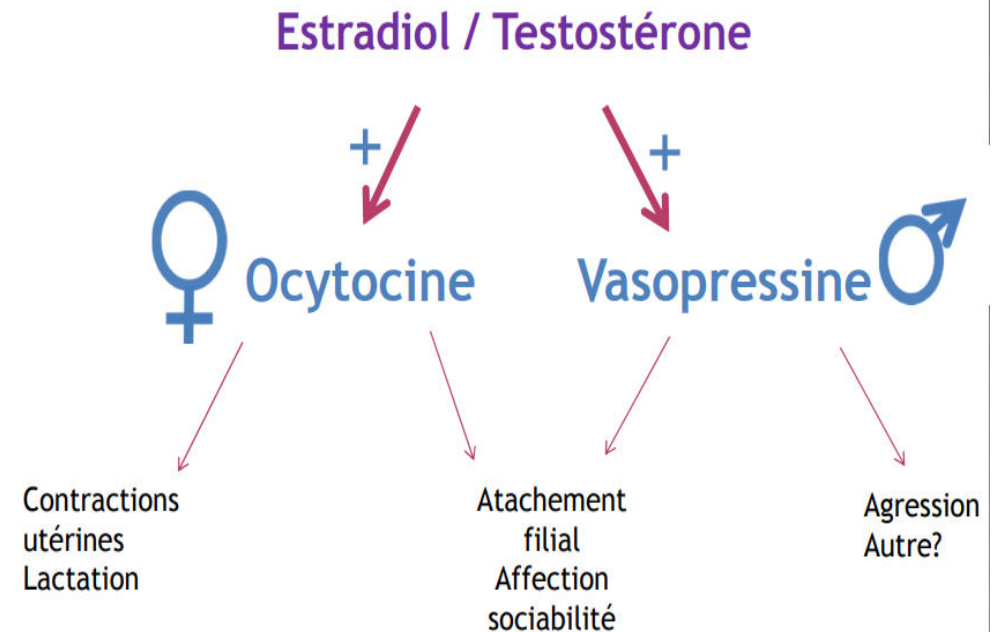 Estradiol / Testostérone
+ +
Ocytocine Vasopressine
Contractions
utérines
Lactation
Atachement
filial
Affection
sociabilité
Agression
Autre?